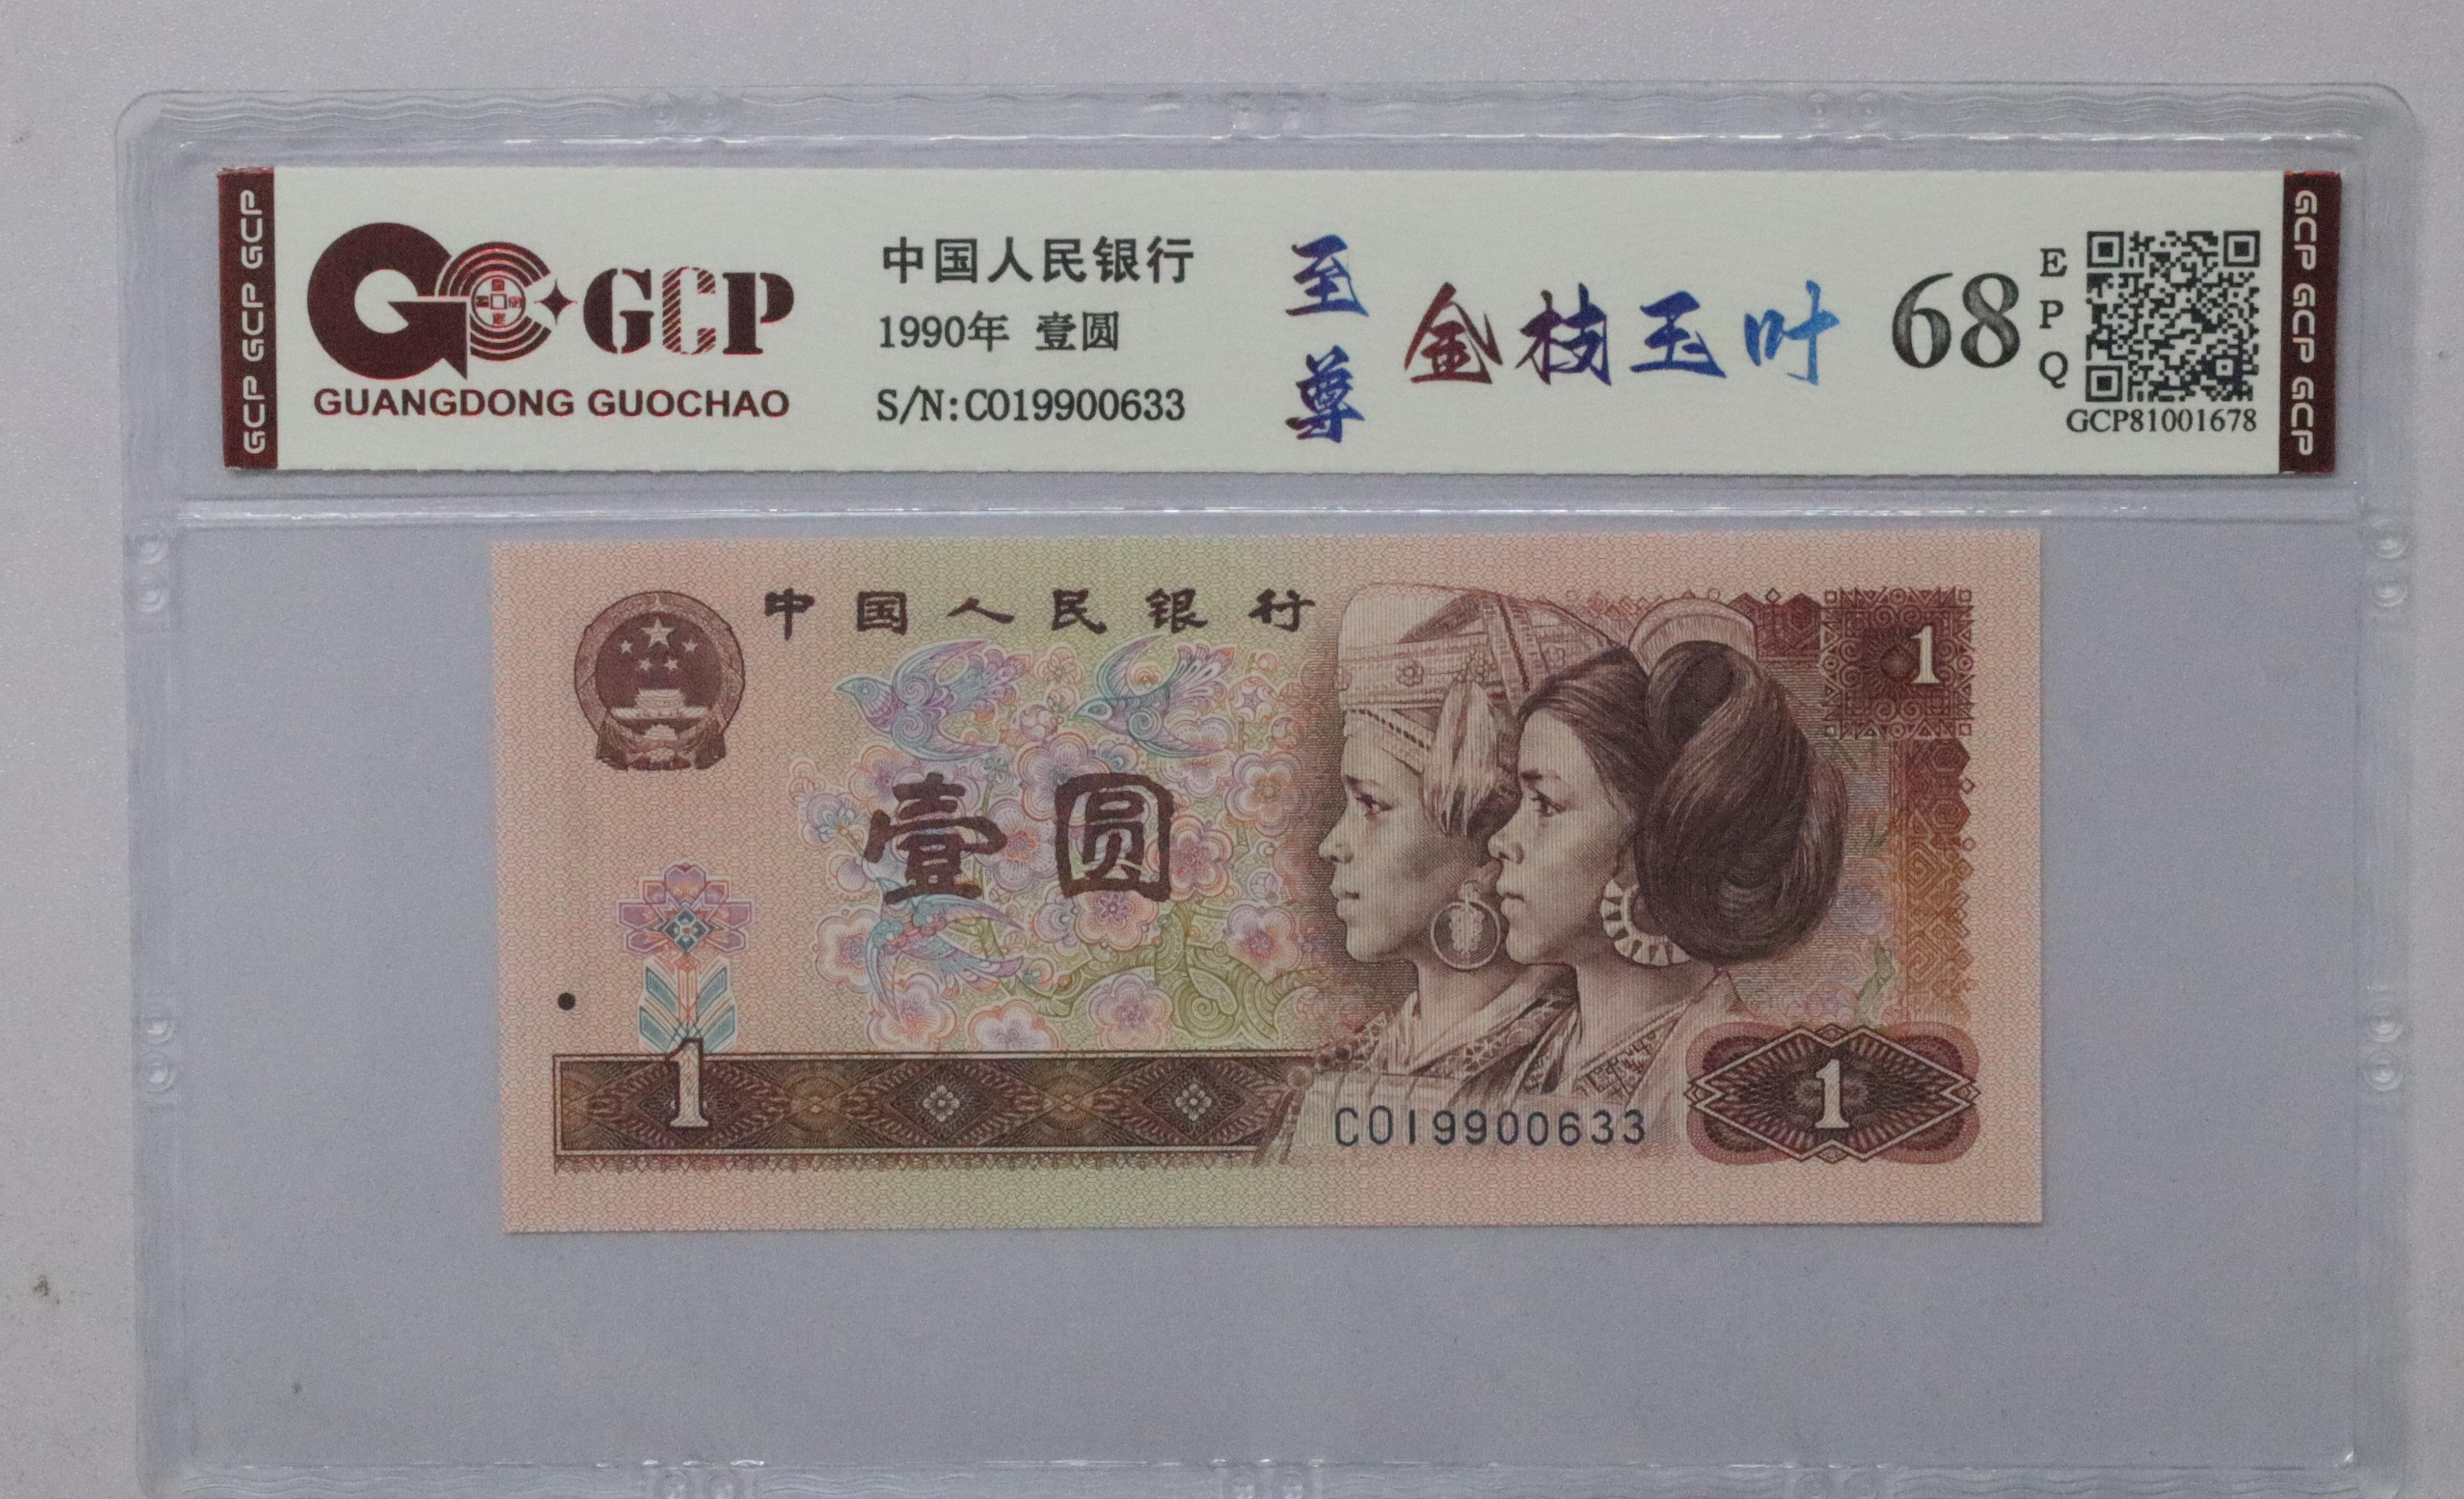 GCP GCP GCP
GCP
GUANGDONG GUOCHAO
中国人民银行
1990年 壹圆
S/N:CO19900633
至尊
金枝玉叶
68
EPQ
GCP81001678
GCP GCP GCP
中国人民银行
1
壹圆
1
CO19900633
1